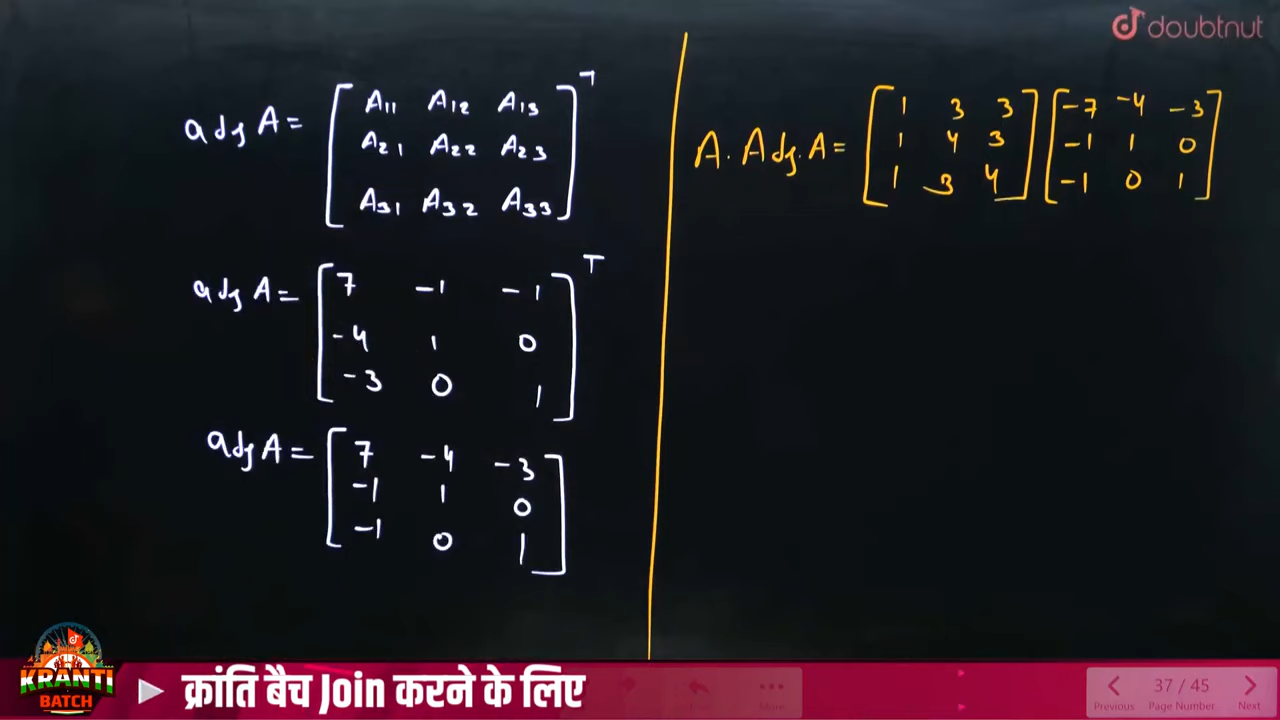 doubtnut
adj A = [ A11 A12 A13
A21 A22 A23
A31 A32 A33 ]T
adj A = [ 7 -1 -1
-4 1 0
-3 0 1 ]T
adj A = [ 7 -4 -3
-1 1 0
-1 0 1 ]
A. Adj. A = [ 1 3 3 ] [ -7 -4 -3 ]
[ 1 4 3 ] [ -1 1 0 ]
[ 1 3 4 ] [ -1 0 1 ]
KRANTI
BATCH
क्रांति बैच Join करने के लिए
More
37 / 45
Previous Page Number Next